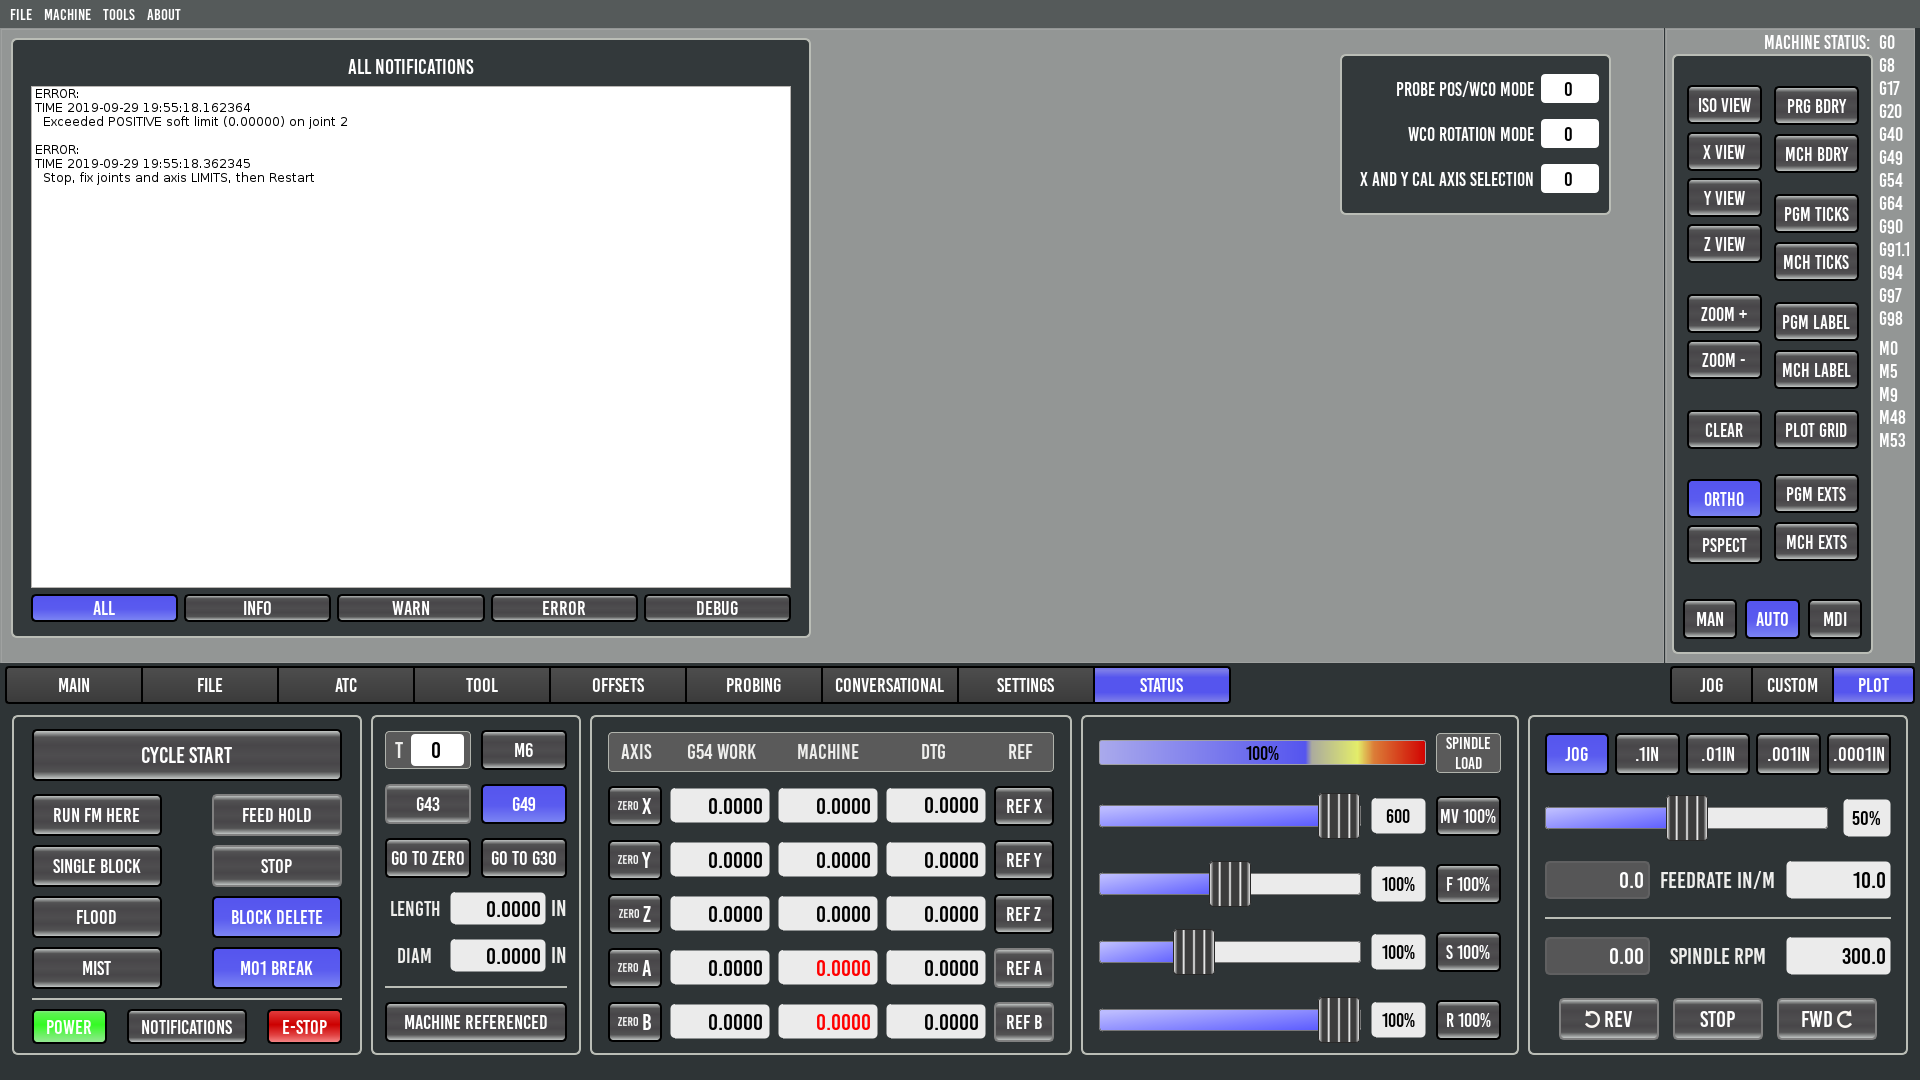 FILE MACHINE TOOLS ABOUT
ALL NOTIFICATIONS
ERROR:
TIME 2019-09-29 19:55:18.162364
Exceeded POSITIVE soft limit (0.00000) on joint 2
ERROR:
TIME 2019-09-29 19:55:18.362345
Stop, fix joints and axis LIMITS, then Restart
ALL INFO WARN ERROR DEBUG
PROBE POS/WCO MODE 0
WCO ROTATION MODE 0
X AND Y CAL AXIS SELECTION 0
MACHINE STATUS: G0
G8
G17
G20
G40
G49
G54
G64
G90
G91.1
G94
G97
G98
M0
M5
M9
M48
M53
ISO VIEW PRG BDRY
X VIEW MCH BDRY
Y VIEW PGM TICKS
Z VIEW MCH TICKS
ZOOM + PGM LABEL
ZOOM - MCH LABEL
CLEAR PLOT GRID
ORTHO PGM EXTS
PSPECT MCH EXTS
MAN AUTO MDI
MAIN FILE ATC TOOL OFFSETS PROBING CONVERSATIONAL SETTINGS STATUS
JOG CUSTOM PLOT
CYCLE START
RUN FM HERE FEED HOLD
SINGLE BLOCK STOP
FLOOD BLOCK DELETE
MIST M01 BREAK
POWER NOTIFICATIONS E-STOP
T 0 M6
G43 G49
GO TO ZERO GO TO G30
LENGTH 0.0000 IN
DIAM 0.0000 IN
MACHINE REFERENCED
AXIS G54 WORK MACHINE DTG REF
ZERO X 0.0000 0.0000 0.0000 REF X
ZERO Y 0.0000 0.0000 0.0000 REF Y
ZERO Z 0.0000 0.0000 0.0000 REF Z
ZERO A 0.0000 0.0000 0.0000 REF A
ZERO B 0.0000 0.0000 0.0000 REF B
100% SPINDLE LOAD
600 MV 100%
100% F 100%
100% S 100%
100% R 100%
JOG .1IN .01IN .001IN .0001IN
50%
0.0 FEEDRATE IN/M 10.0
0.00 SPINDLE RPM 300.0
REV STOP FWD